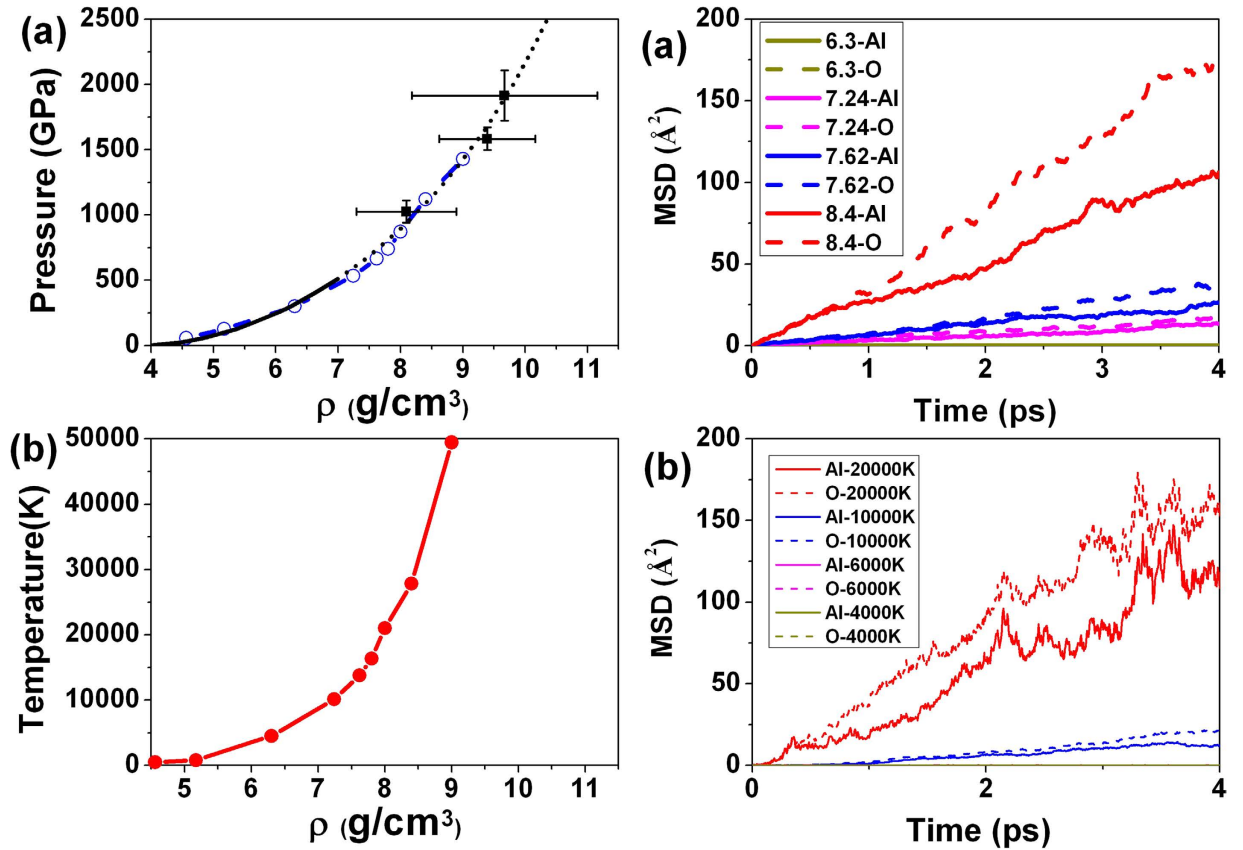 (a)
Pressure (GPa)
2500
2000
1500
1000
500
0
4 5 6 7 8 9 10 11
ρ (g/cm³)
(a)
MSD (Å²)
200
150
100
50
0
6.3-Al
6.3-O
7.24-Al
7.24-O
7.62-Al
7.62-O
8.4-Al
8.4-O
0 1 2 3 4
Time (ps)
(b)
Temperature(K)
50000
40000
30000
20000
10000
0
5 6 7 8 9 10 11
ρ (g/cm³)
(b)
MSD (Å²)
200
150
100
50
0
Al-20000K
O-20000K
Al-10000K
O-10000K
Al-6000K
O-6000K
Al-4000K
O-4000K
0 1 2 3 4
Time (ps)